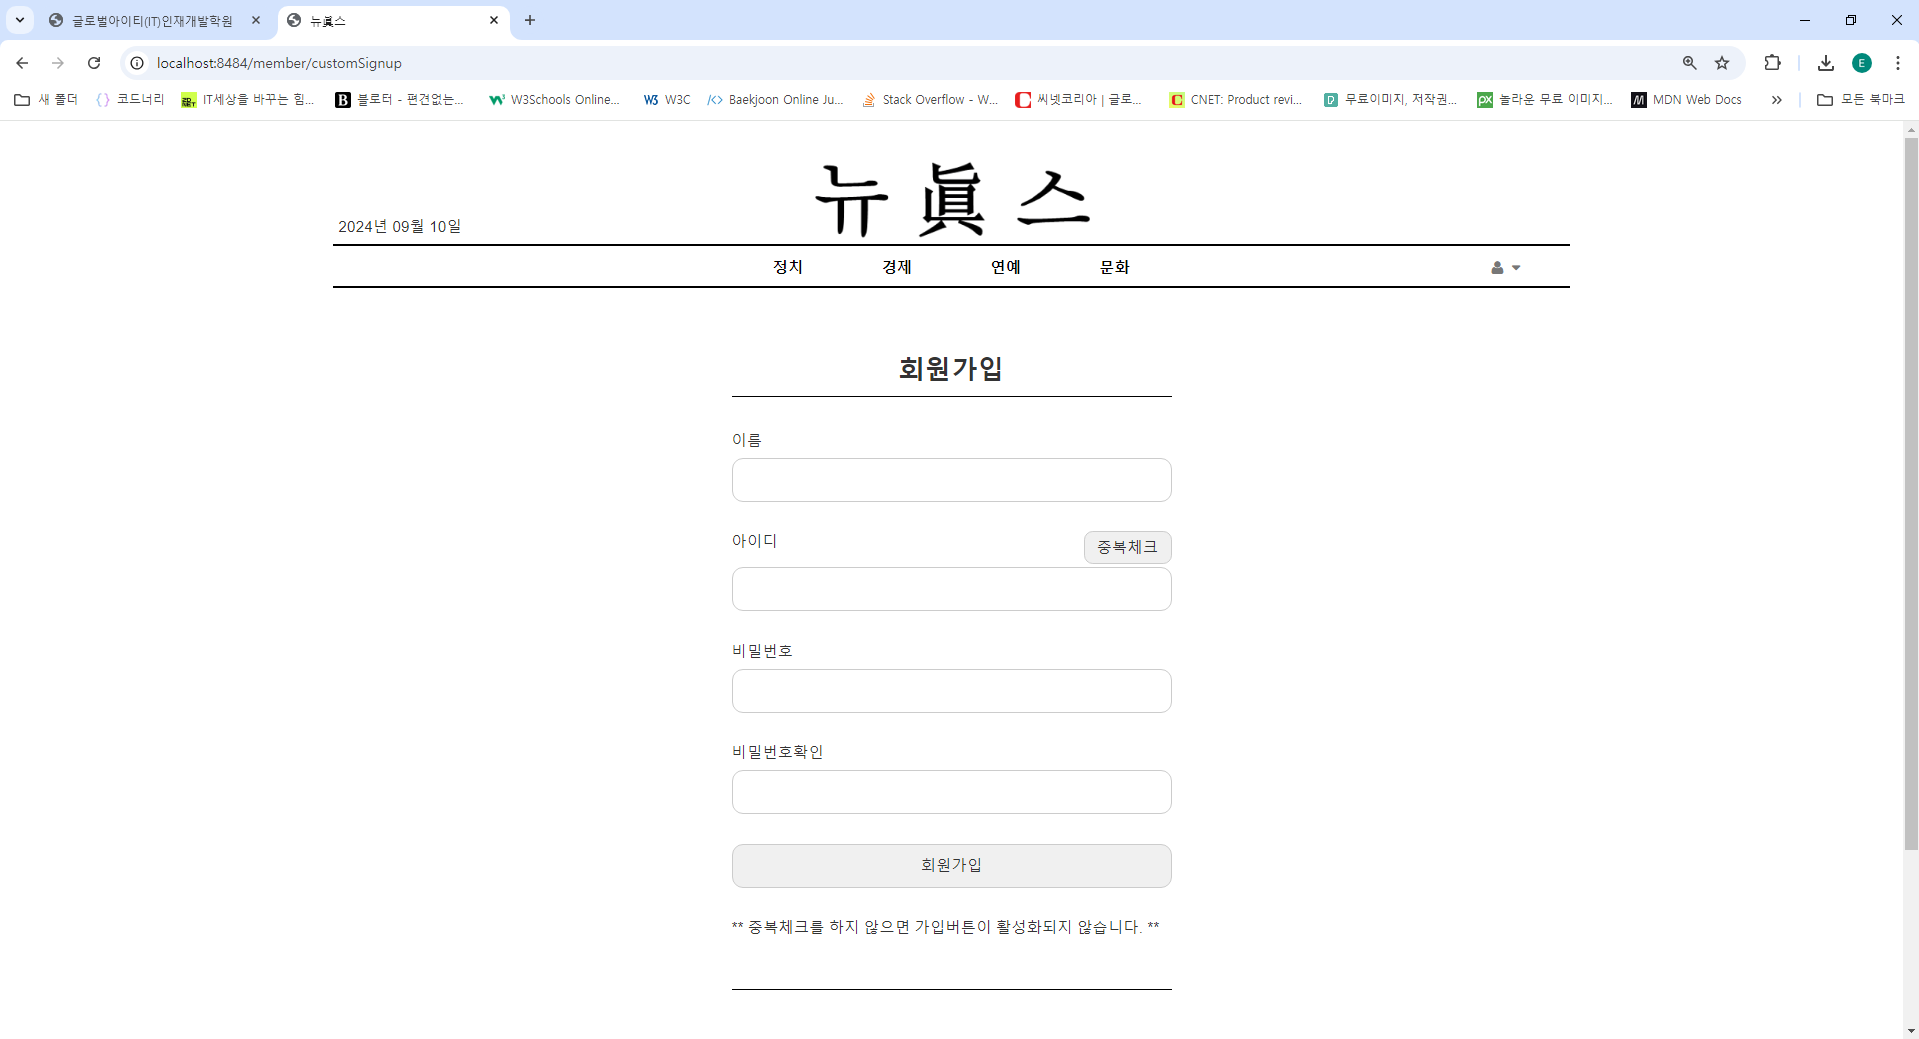 글로벌아이티(IT)인재개발학원
뉴眞스
localhost:8484/member/customSignup
E
새 폴더
코드너리
IT세상을 바꾸는 힘...
블로터 - 편견없는...
W3Schools Online...
W3C
Baekjoon Online Ju...
Stack Overflow - W...
씨넷코리아 | 글로...
CNET: Product revi...
무료이미지, 저작권...
놀라운 무료 이미지...
MDN Web Docs
모든 북마크
뉴眞스
2024년 09월 10일
정치 경제 연예 문화
회원가입
이름
아이디
중복체크
비밀번호
비밀번호확인
회원가입
** 중복체크를 하지 않으면 가입버튼이 활성화되지 않습니다. **